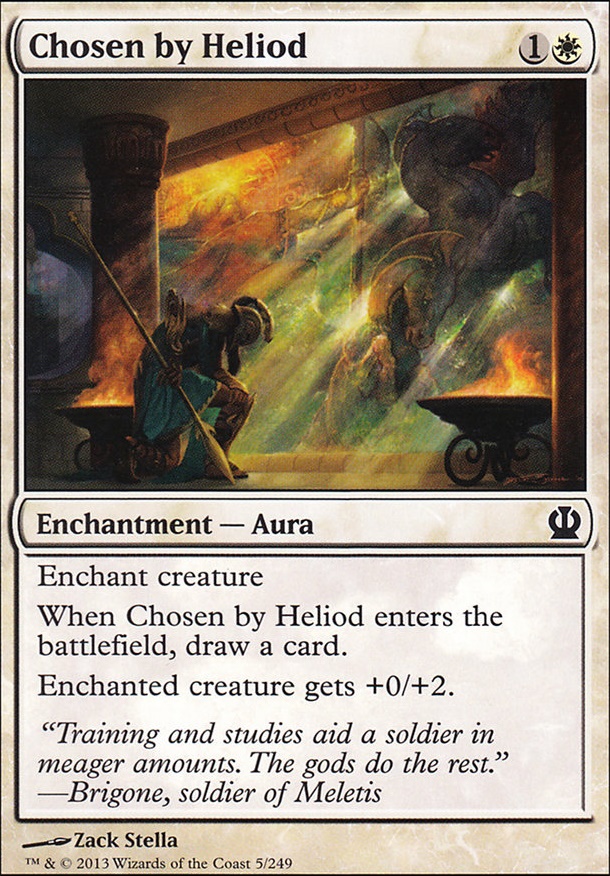 Chosen by Heliod 1
Enchantment — Aura
Enchant creature
When Chosen by Heliod enters the
battlefield, draw a card.
Enchanted creature gets +0/+2.
“Training and studies aid a soldier in
meager amounts. The gods do the rest.”
—Brigone, soldier of Meletis
Zack Stella
™ & © 2013 Wizards of the Coast 5/249